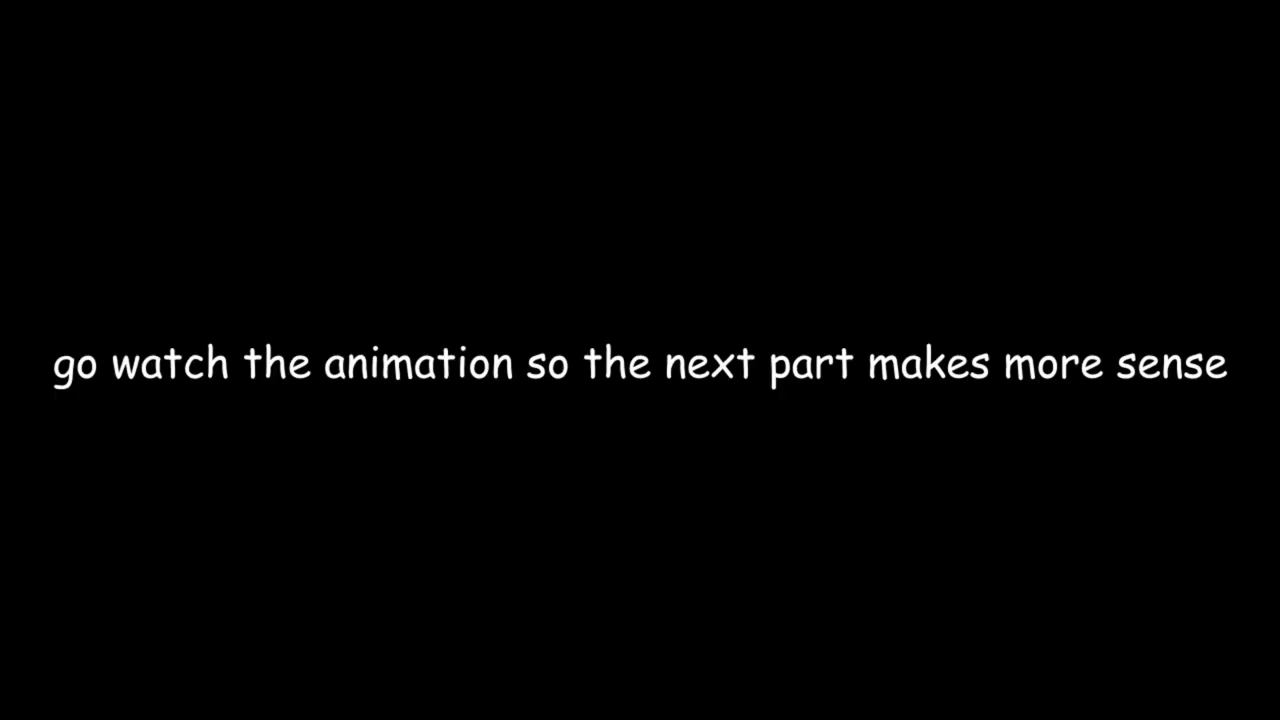 go watch the animation so the next part makes more sense